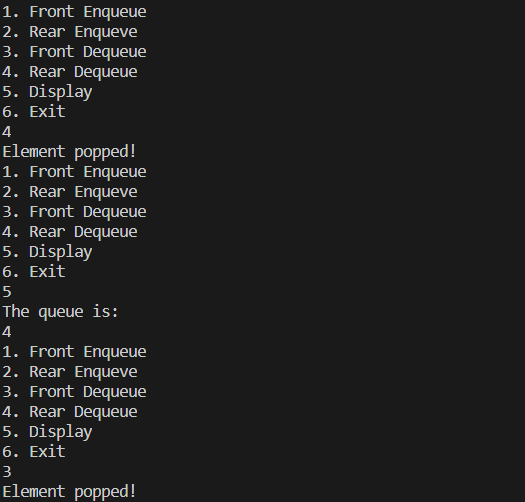 1. Front Enqueue
2. Rear Enqueve
3. Front Dequeue
4. Rear Dequeue
5. Display
6. Exit
4
Element popped!
1. Front Enqueue
2. Rear Enqueve
3. Front Dequeue
4. Rear Dequeue
5. Display
6. Exit
5
The queue is:
4
1. Front Enqueue
2. Rear Enqueve
3. Front Dequeue
4. Rear Dequeue
5. Display
6. Exit
3
Element popped!